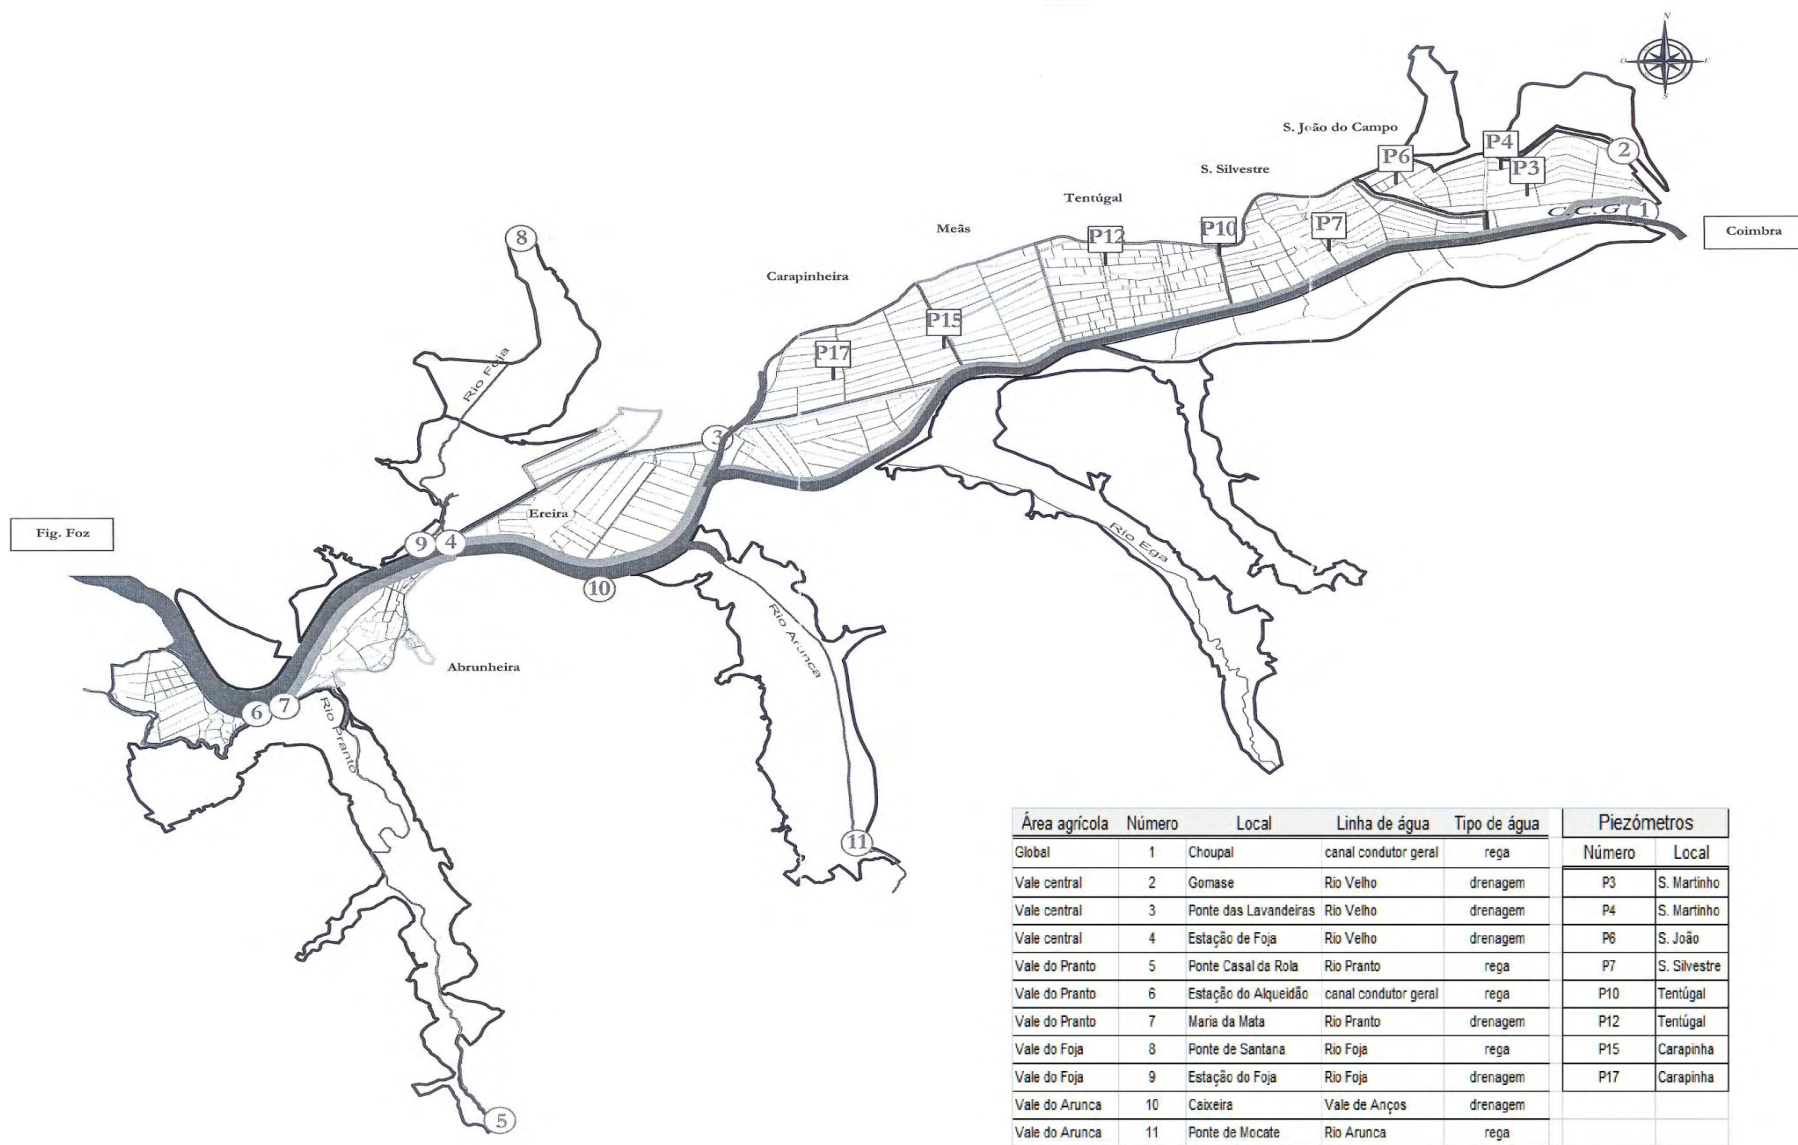 N
O
E
S
S. João do Campo
P4
2
P6
P3
S. Silvestre
Tentúgal
C.C.G
1
Coimbra
8
Meãs
P12
P10
P7
Carapinheira
P15
P17
Rio Foja
3
Ereira
Fig. Foz
9
4
Rio Ega
10
Rio Arunca
Abrunheira
6
7
Rio Pranto
11
5
Área agrícola Número Local Linha de água Tipo de água
Global 1 Choupal canal condutor geral rega
Vale central 2 Gomase Rio Velho drenagem
Vale central 3 Ponte das Lavandeiras Rio Velho drenagem
Vale central 4 Estação de Foja Rio Velho drenagem
Vale do Pranto 5 Ponte Casal da Rola Rio Pranto rega
Vale do Pranto 6 Estação do Alqueidão canal condutor geral rega
Vale do Pranto 7 Maria da Mata Rio Pranto drenagem
Vale do Foja 8 Ponte de Santana Rio Foja rega
Vale do Foja 9 Estação do Foja Rio Foja drenagem
Vale do Arunca 10 Caixeira Vale de Anços drenagem
Vale do Arunca 11 Ponte de Mocate Rio Arunca rega
Piezómetros
Número Local
P3 S. Martinho
P4 S. Martinho
P6 S. João
P7 S. Silvestre
P10 Tentúgal
P12 Tentúgal
P15 Carapinha
P17 Carapinha